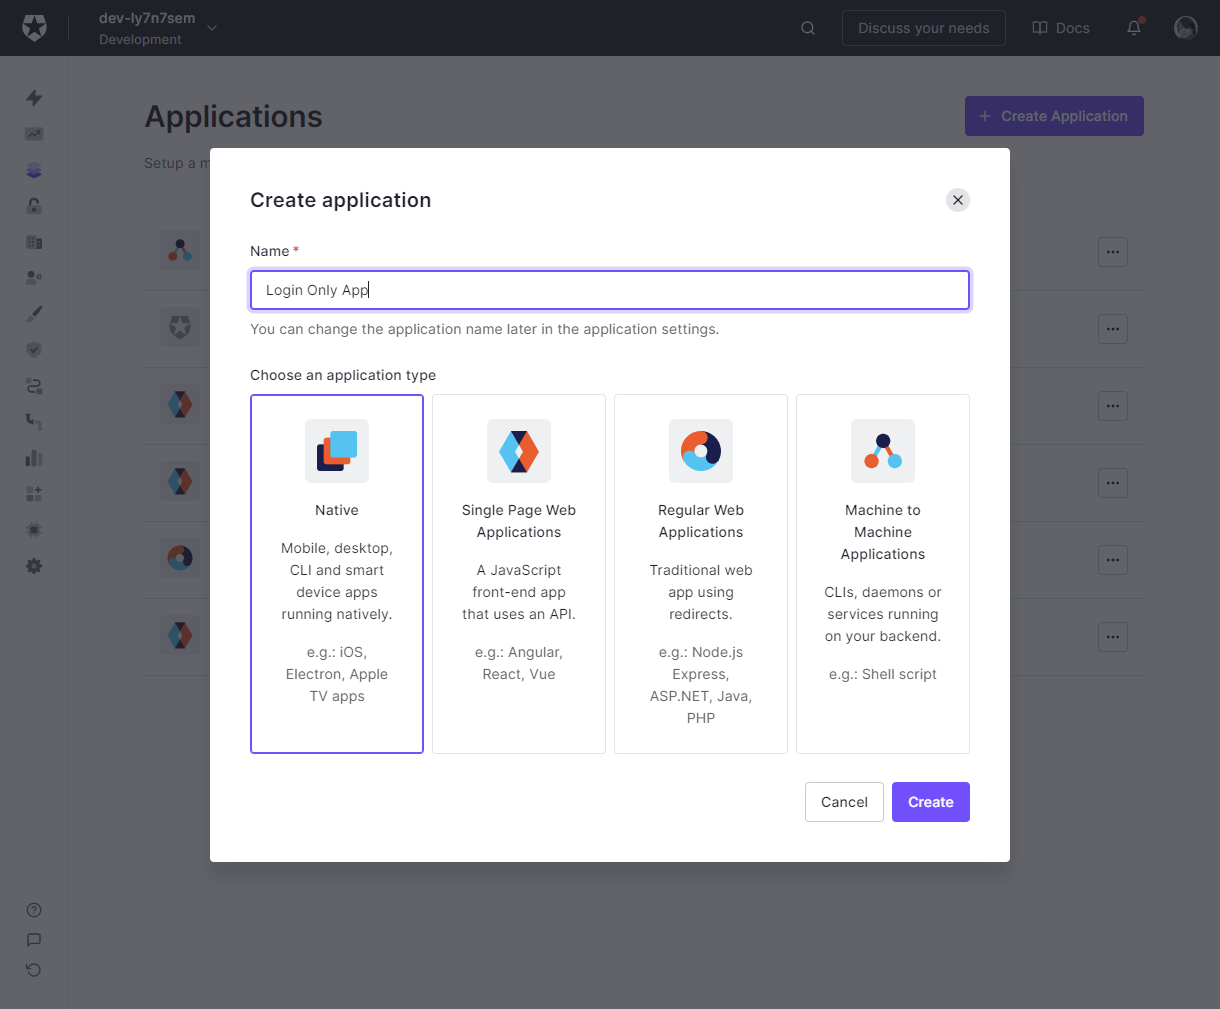 dev-ly7n7sem
Development
Discuss your needs
Docs
Applications
+ Create Application
Setup a m
Create application
Name *
Login Only App
You can change the application name later in the application settings.
Choose an application type
Native
Mobile, desktop,
CLI and smart
device apps
running natively.
e.g.: iOS,
Electron, Apple
TV apps
Single Page Web
Applications
A JavaScript
front-end app
that uses an API.
e.g.: Angular,
React, Vue
Regular Web
Applications
Traditional web
app using
redirects.
e.g.: Node.js
Express,
ASP.NET, Java,
PHP
Machine to
Machine
Applications
CLIs, daemons or
services running
on your backend.
e.g.: Shell script
Cancel
Create